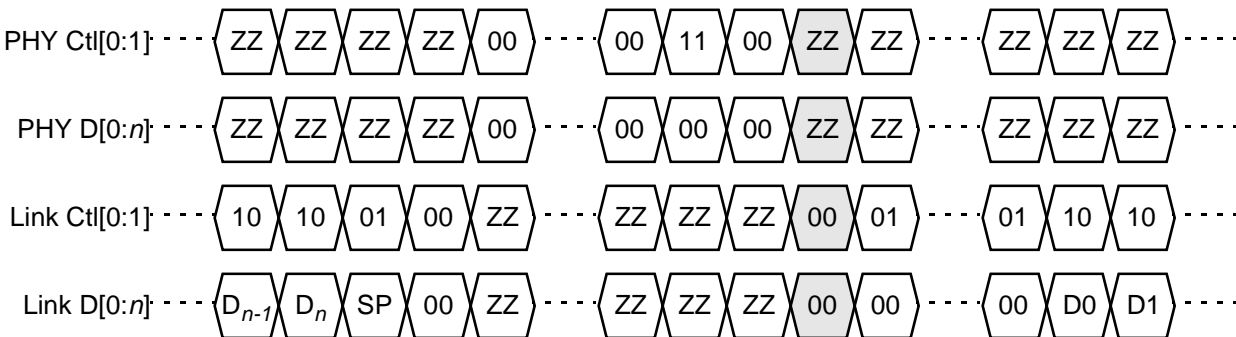 PHY Ctl[0:1] ZZ ZZ ZZ ZZ 00 00 11 00 ZZ ZZ ZZ ZZ ZZ
PHY D[0:n] ZZ ZZ ZZ ZZ 00 00 00 00 ZZ ZZ ZZ ZZ ZZ
Link Ctl[0:1] 10 10 01 00 ZZ ZZ ZZ ZZ 00 01 01 10 10
Link D[0:n] Dn-1 Dn SP 00 ZZ ZZ ZZ ZZ 00 00 00 D0 D1